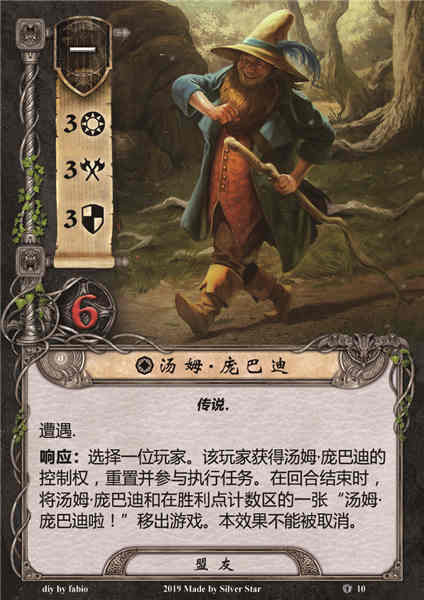 —
3
3
3
6
汤姆·庞巴迪
传说.
遭遇.
响应：选择一位玩家。该玩家获得汤姆·庞巴迪的
控制权，重置并参与执行任务。在回合结束时，
将汤姆·庞巴迪和在胜利点计数区的一张“汤姆·
庞巴迪啦！”移出游戏。本效果不能被取消。
盟友
diy by fabio 2019 Made by Silver Star 10